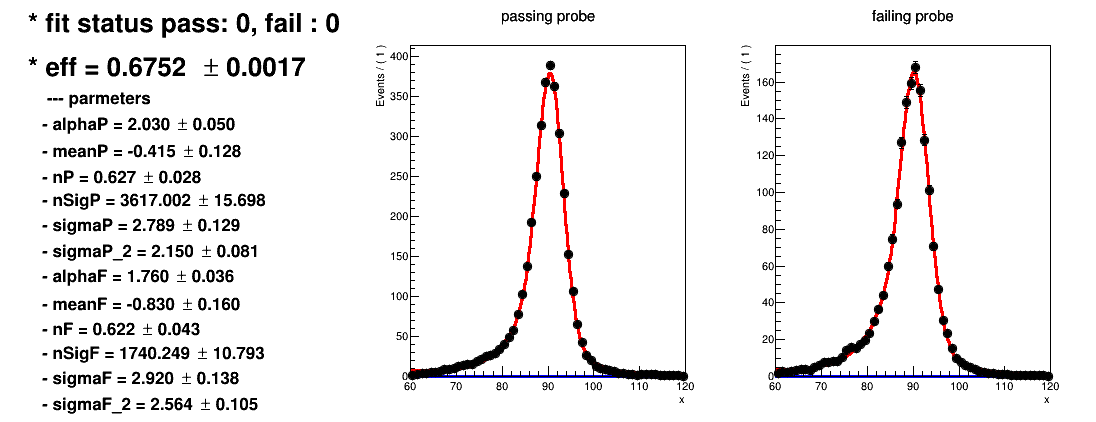 * fit status pass: 0, fail : 0
* eff = 0.6752 ± 0.0017
--- parmeters
- alphaP = 2.030 ± 0.050
- meanP = -0.415 ± 0.128
- nP = 0.627 ± 0.028
- nSigP = 3617.002 ± 15.698
- sigmaP = 2.789 ± 0.129
- sigmaP_2 = 2.150 ± 0.081
- alphaF = 1.760 ± 0.036
- meanF = -0.830 ± 0.160
- nF = 0.622 ± 0.043
- nSigF = 1740.249 ± 10.793
- sigmaF = 2.920 ± 0.138
- sigmaF_2 = 2.564 ± 0.105
passing probe
Events / ( 1 )
400
350
300
250
200
150
100
50
0
60 70 80 90 100 110 120
x
failing probe
Events / ( 1 )
160
140
120
100
80
60
40
20
0
60 70 80 90 100 110 120
x